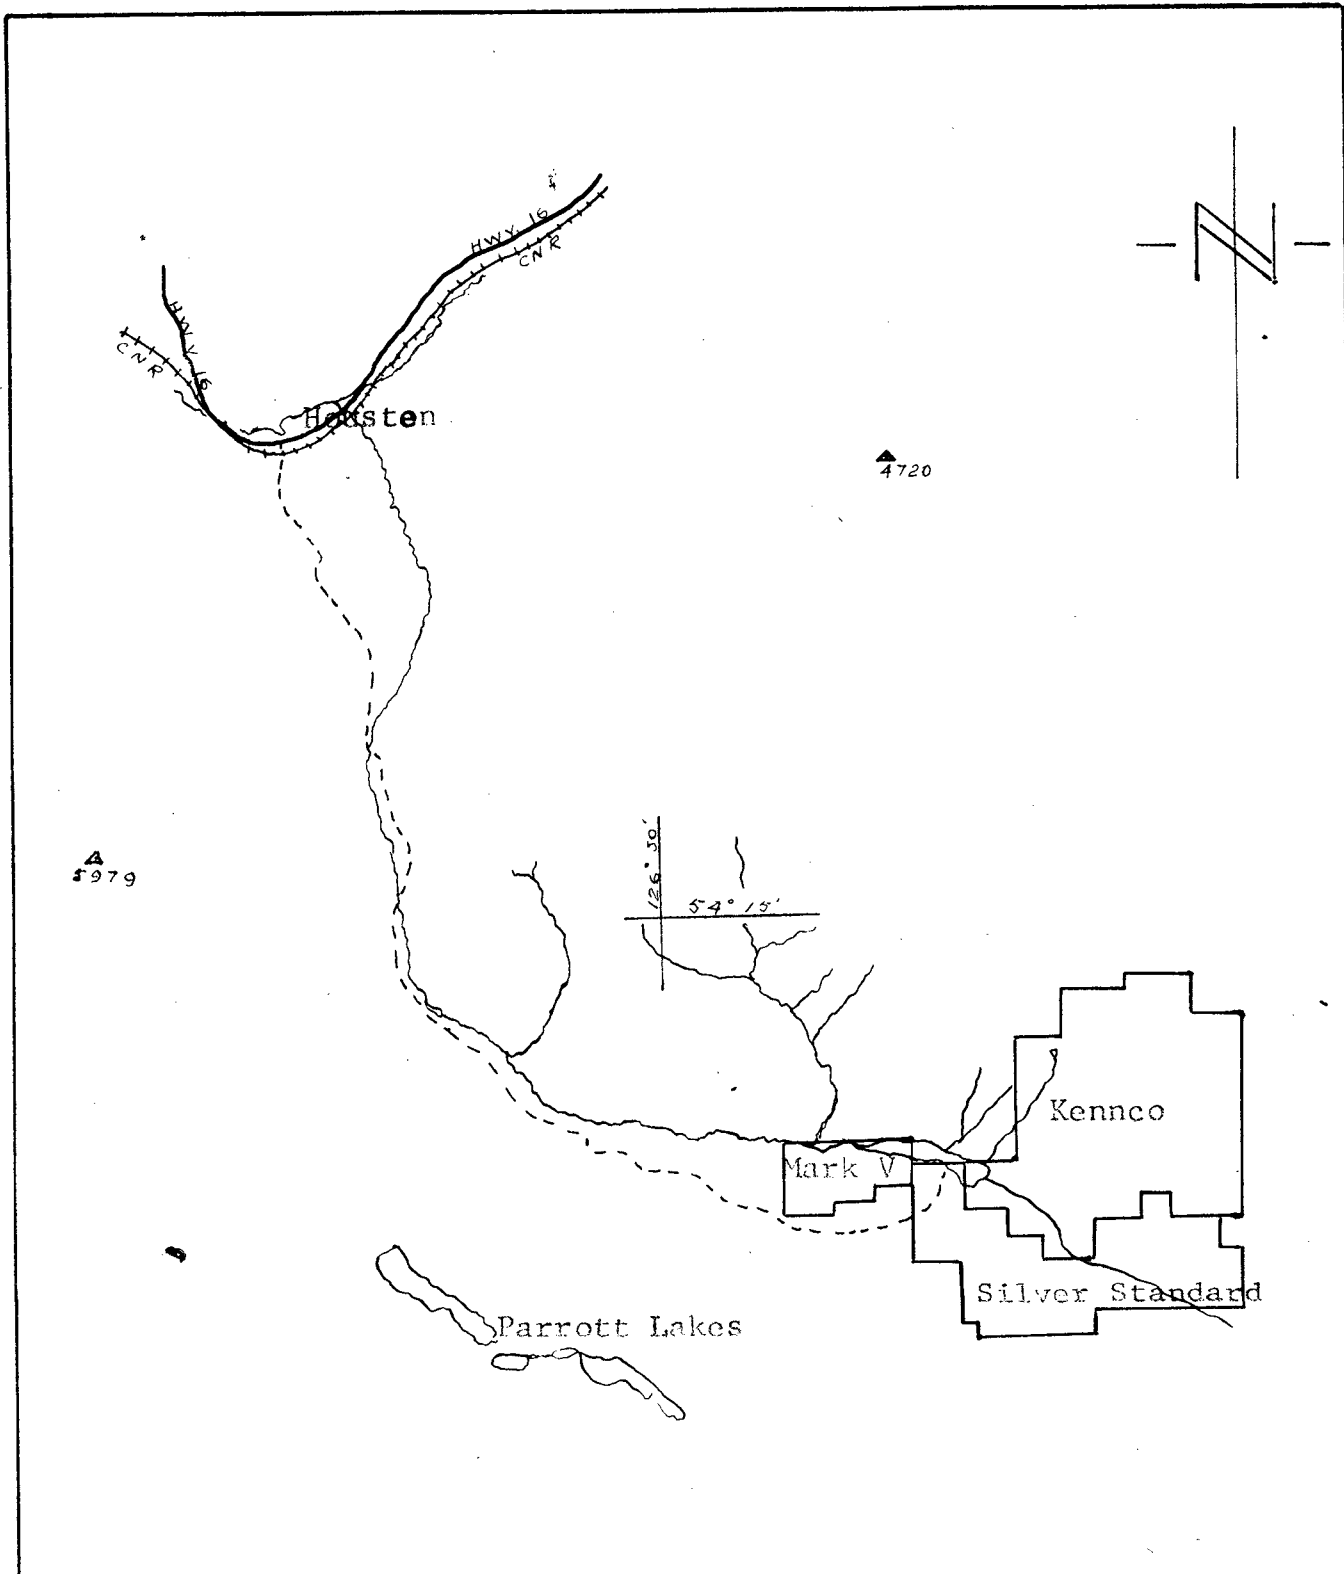 N
HWY. 16
CNR
HWY 16
CNR
Housten
4720
126° 30'
54° 15'
5979
Kennco
Mark V
Silver Standard
Parrott Lakes